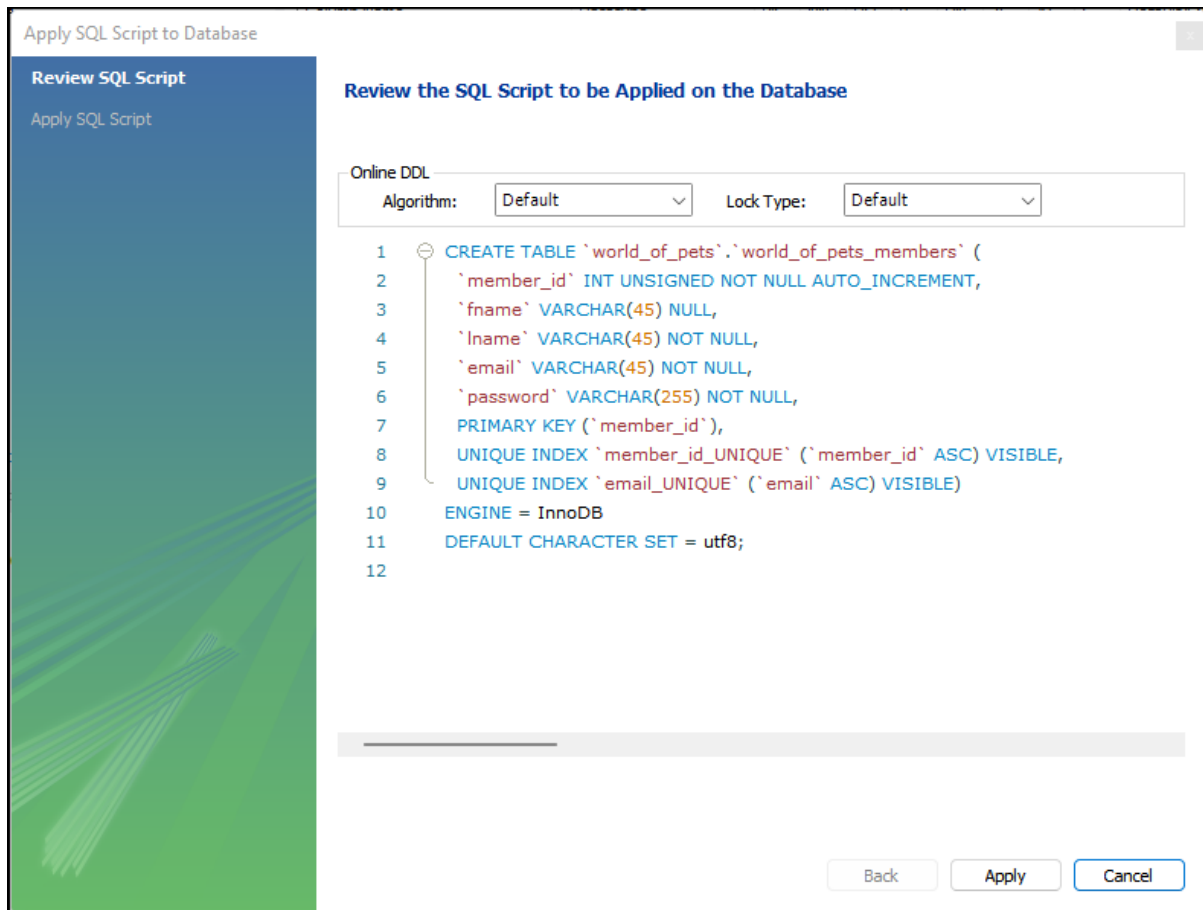 Apply SQL Script to Database
x
Review SQL Script
Apply SQL Script
Review the SQL Script to be Applied on the Database
Online DDL
Algorithm: Default Lock Type: Default
1 CREATE TABLE `world_of_pets`.`world_of_pets_members` (
2 `member_id` INT UNSIGNED NOT NULL AUTO_INCREMENT,
3 `fname` VARCHAR(45) NULL,
4 `lname` VARCHAR(45) NOT NULL,
5 `email` VARCHAR(45) NOT NULL,
6 `password` VARCHAR(255) NOT NULL,
7 PRIMARY KEY (`member_id`),
8 UNIQUE INDEX `member_id_UNIQUE` (`member_id` ASC) VISIBLE,
9 UNIQUE INDEX `email_UNIQUE` (`email` ASC) VISIBLE)
10 ENGINE = InnoDB
11 DEFAULT CHARACTER SET = utf8;
12
Back Apply Cancel